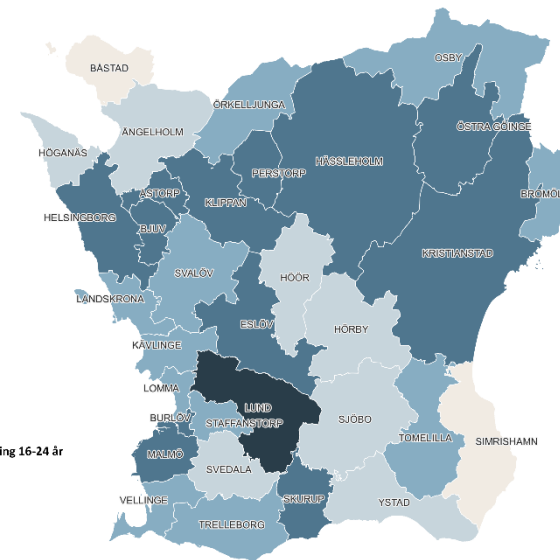 OSBY
BÅSTAD
ÖRKELLJUNGA
ÄNGELHOLM
ÖSTRA GÖINGE
HÖGANÄS
HÄSSLEHOLM
PERSTORP
ÅSTORP
BROMÖL
KLIPPAN
HELSINGBORG
BJUV
KRISTIANSTAD
SVALÖV
HÖÖR
LANDSKRONA
ESLÖV
HÖRBY
KÄVLINGE
LOMMA
LUND
BURLÖV
STAFFANSTORP
SJÖBO
TOMELILLA
SIMRISHAMN
ing 16-24 år
MALMÖ
SVEDALA
VELLINGE
SKURUP
YSTAD
TRELLEBORG